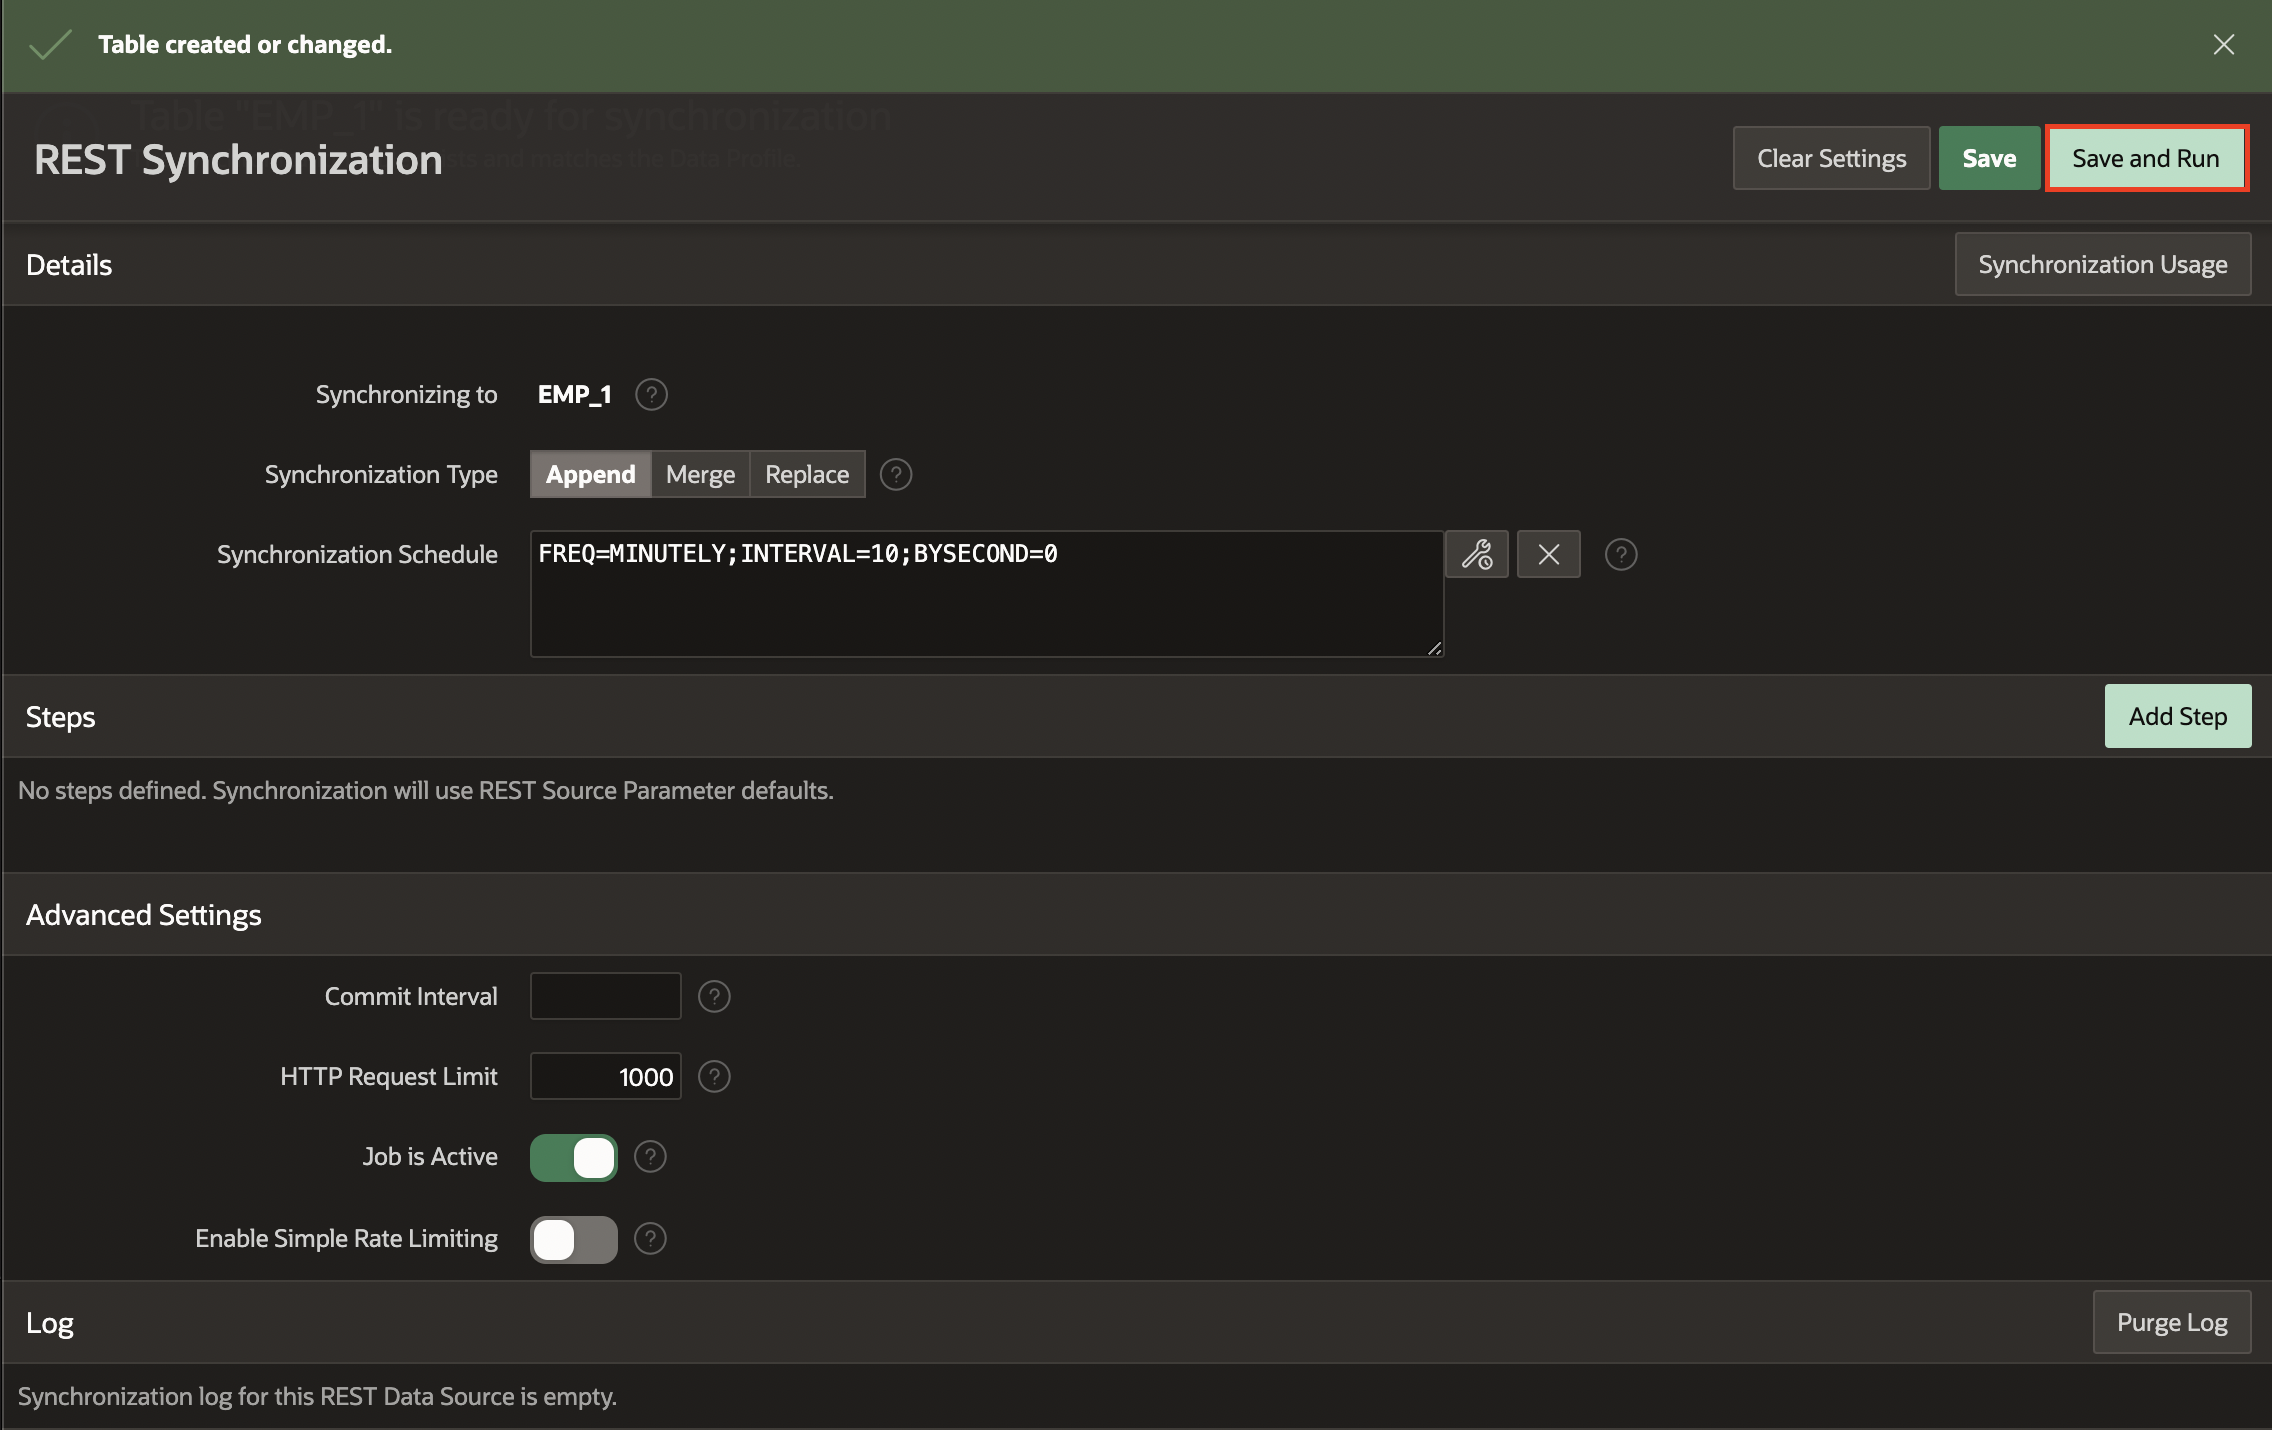 Table created or changed.
Table "EMP_1" is ready for synchronization
sts and matches the Data Profile.
REST Synchronization
Clear Settings
Save
Save and Run
Details
Synchronization Usage
Synchronizing to
EMP_1
Synchronization Type
Append
Merge
Replace
Synchronization Schedule
FREQ=MINUTELY;INTERVAL=10;BYSECOND=0
Steps
Add Step
No steps defined. Synchronization will use REST Source Parameter defaults.
Advanced Settings
Commit Interval
HTTP Request Limit
1000
Job is Active
Enable Simple Rate Limiting
Log
Purge Log
Synchronization log for this REST Data Source is empty.